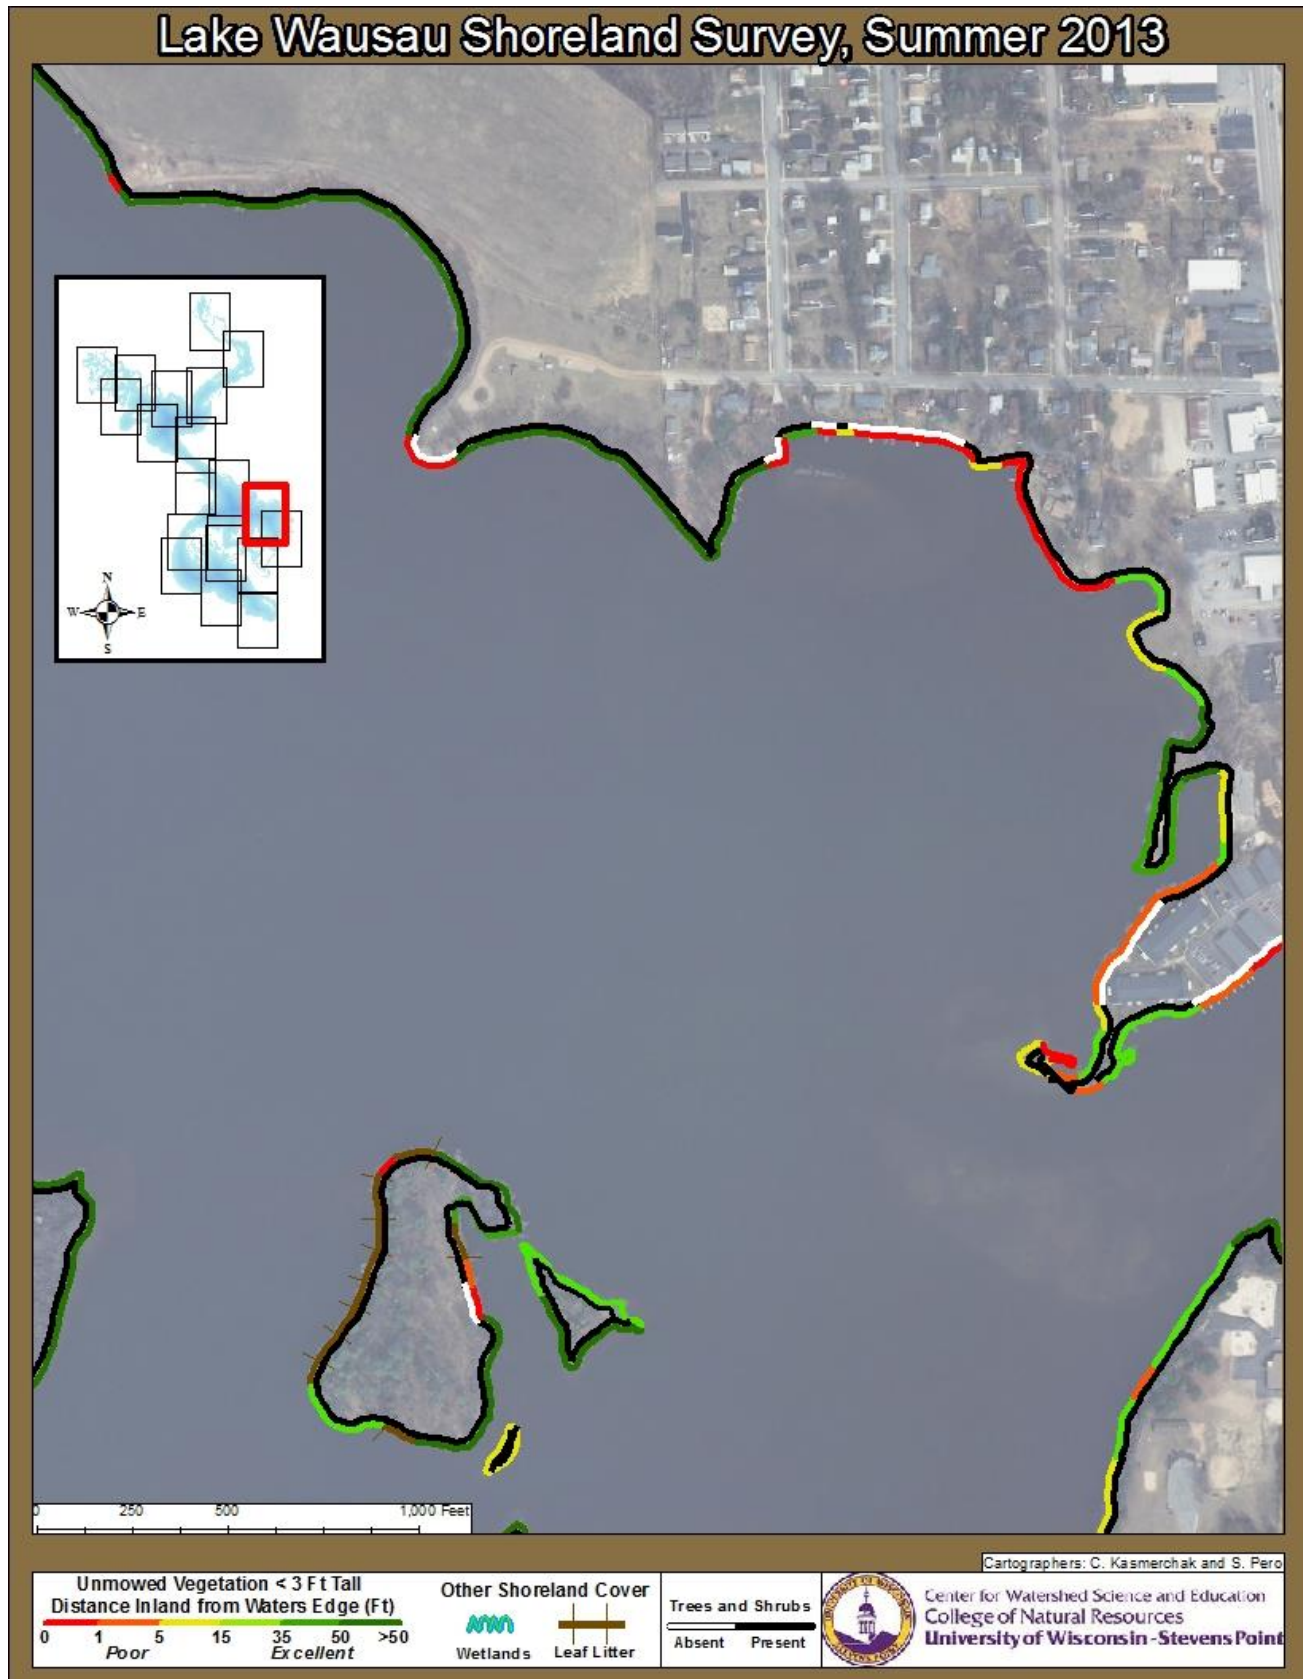 Lake Wausau Shoreland Survey, Summer 2013
N
W E
S
0 250 500 1,000 Feet
Cartographers: C. Kasmerchak and S. Pero
Unmowed Vegetation < 3 Ft Tall
Distance Inland from Waters Edge (Ft)
0 1 5 15 35 50 >50
Poor Excellent
Other Shoreland Cover
Wetlands Leaf Litter
Trees and Shrubs
Absent Present
Center for Watershed Science and Education
College of Natural Resources
University of Wisconsin - Stevens Point